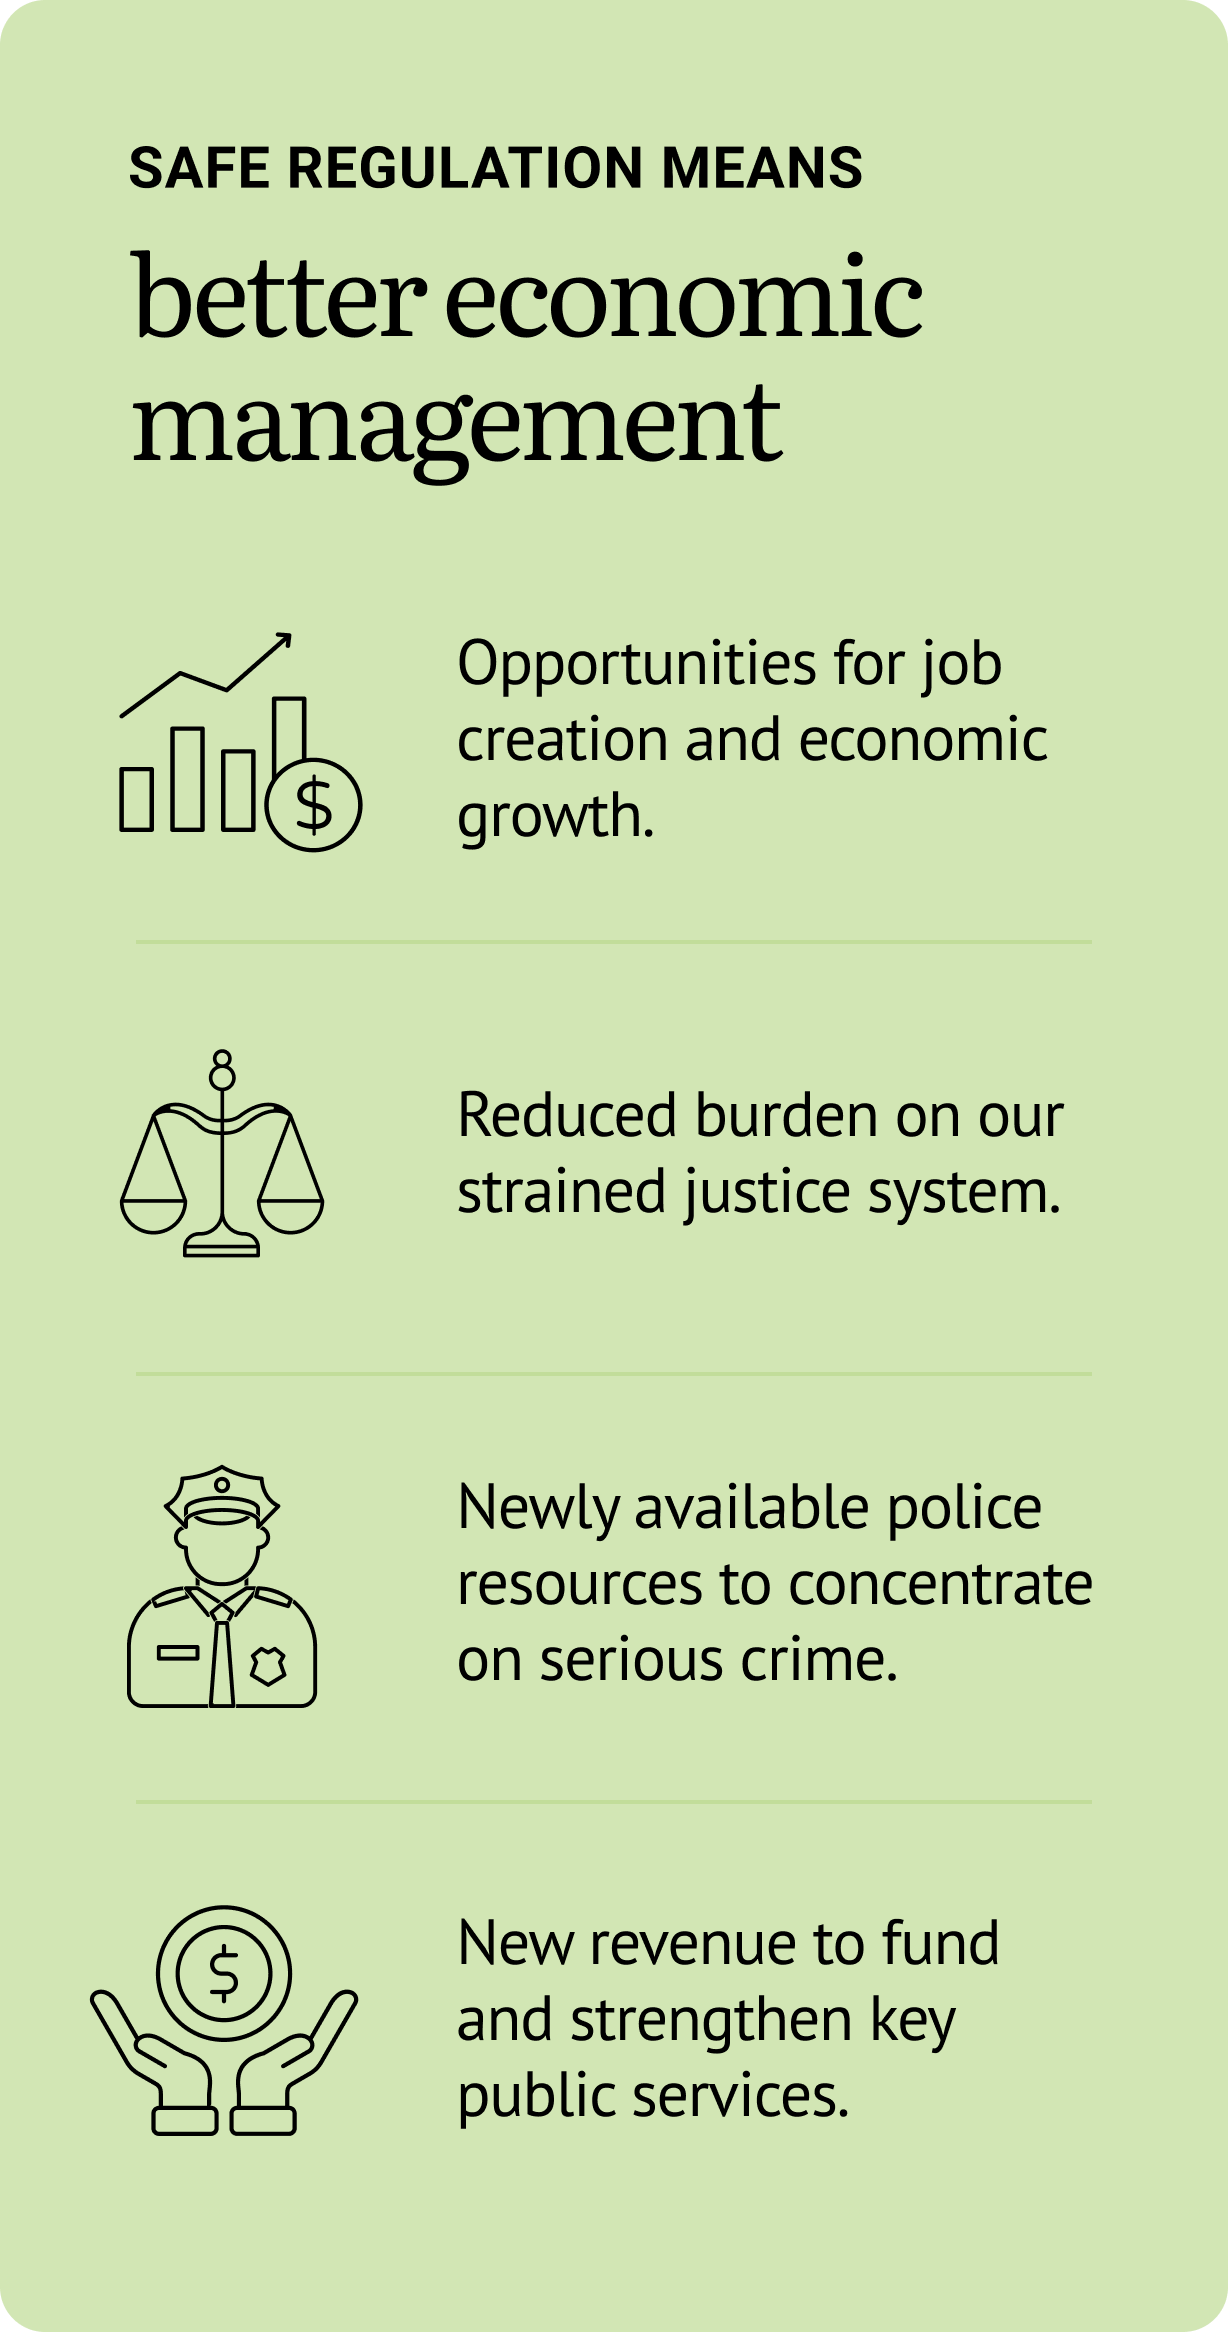 SAFE REGULATION MEANS
better economic
management
Opportunities for job
creation and economic
growth.
$
Reduced burden on our
strained justice system.
Newly available police
resources to concentrate
on serious crime.
$
New revenue to fund
and strengthen key
public services.